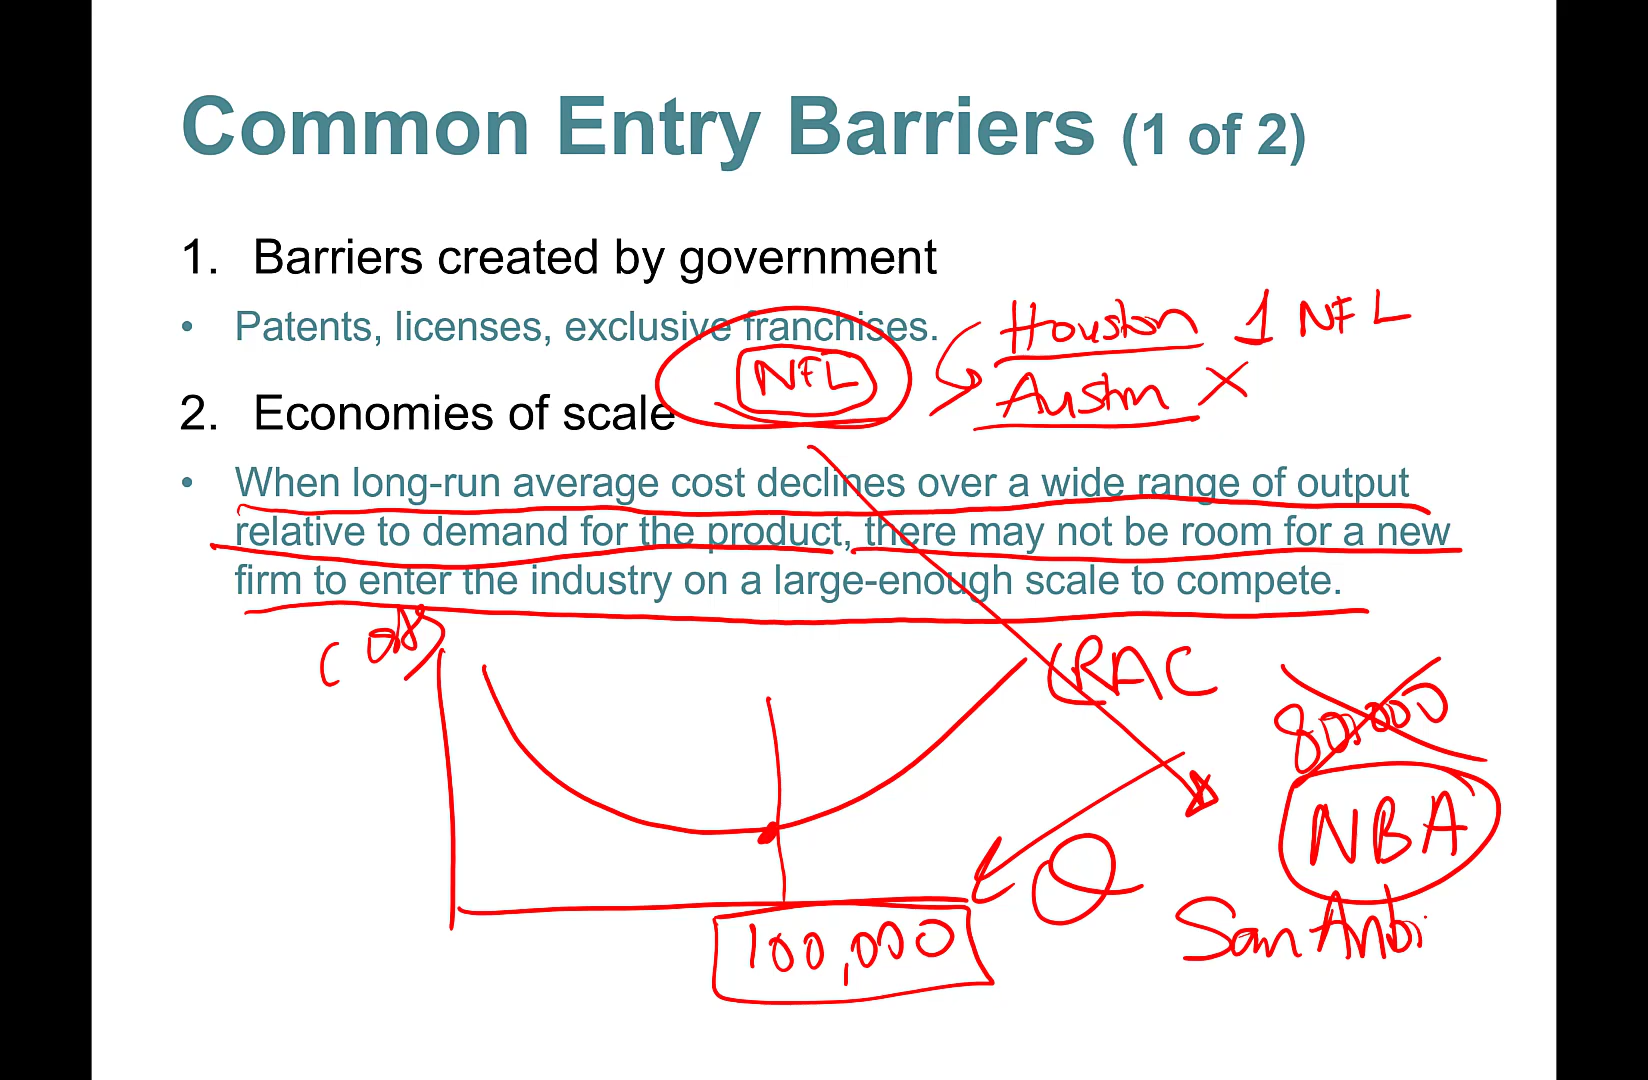 Common Entry Barriers (1 of 2)
1. Barriers created by government
• Patents, licenses, exclusive franchises.
Houston 1 NFL
NFL
Austin X
2. Economies of scale
• When long-run average cost declines over a wide range of output
relative to demand for the product, there may not be room for a new
firm to enter the industry on a large-enough scale to compete.
LRAC
80,000
NBA
Q
San Antoi
100,000